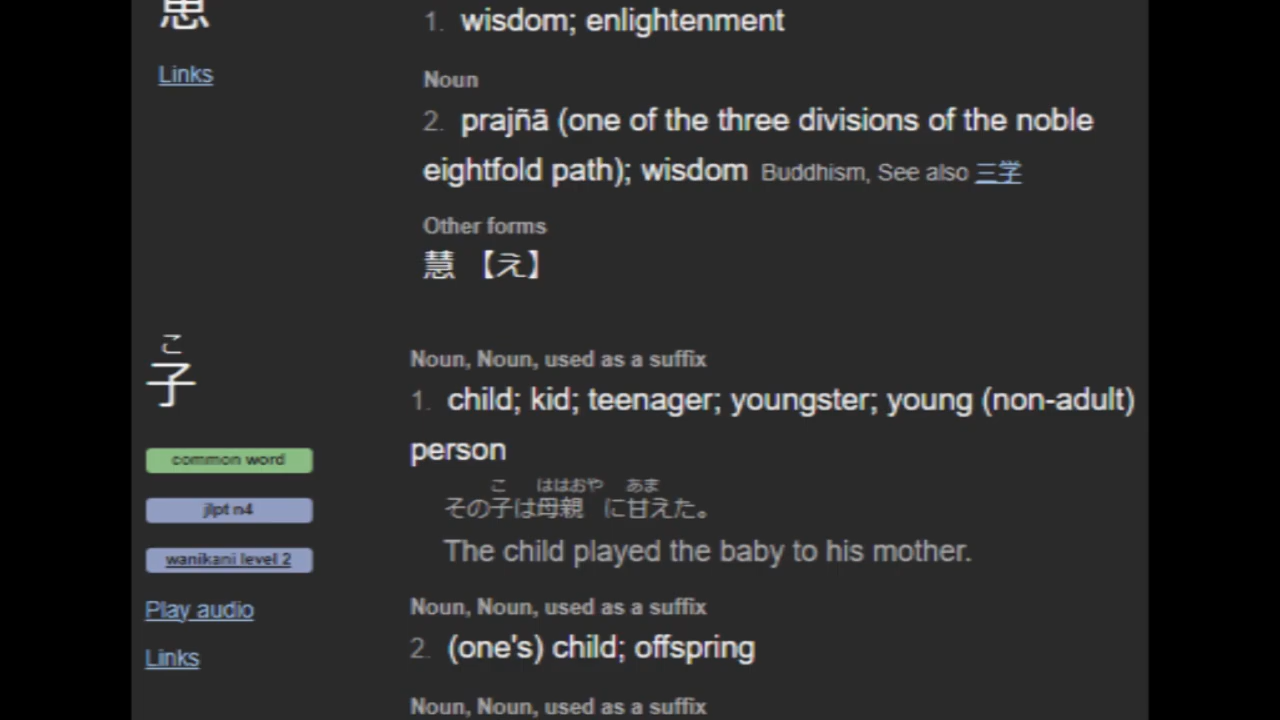 恵
1. wisdom; enlightenment
Links
Noun
2. prajñā (one of the three divisions of the noble
eightfold path); wisdom Buddhism, See also 三学
Other forms
慧 【え】
こ
子
Noun, Noun, used as a suffix
1. child; kid; teenager; youngster; young (non-adult)
person
common word
こ ははおや あま
その子は母親 に甘えた。
jlpt n4
The child played the baby to his mother.
wanikani level 2
Play audio
Noun, Noun, used as a suffix
2. (one's) child; offspring
Links
Noun, Noun, used as a suffix